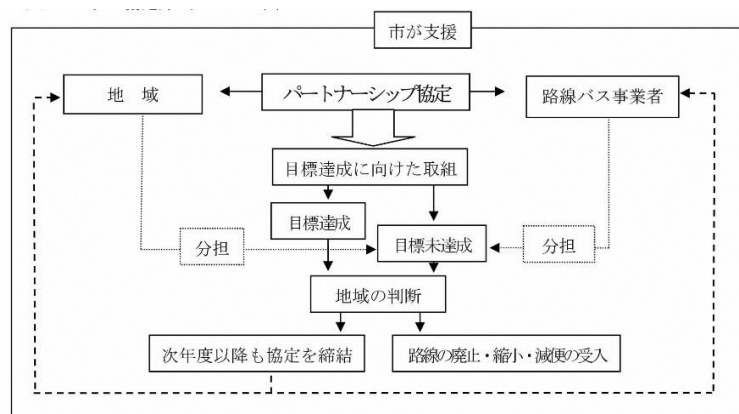 市が支援
地　域
パートナーシップ協定
路線バス事業者
目標達成に向けた取組
目標達成
分担
目標未達成
分担
地域の判断
次年度以降も協定を締結
路線の廃止・縮小・減便の受入